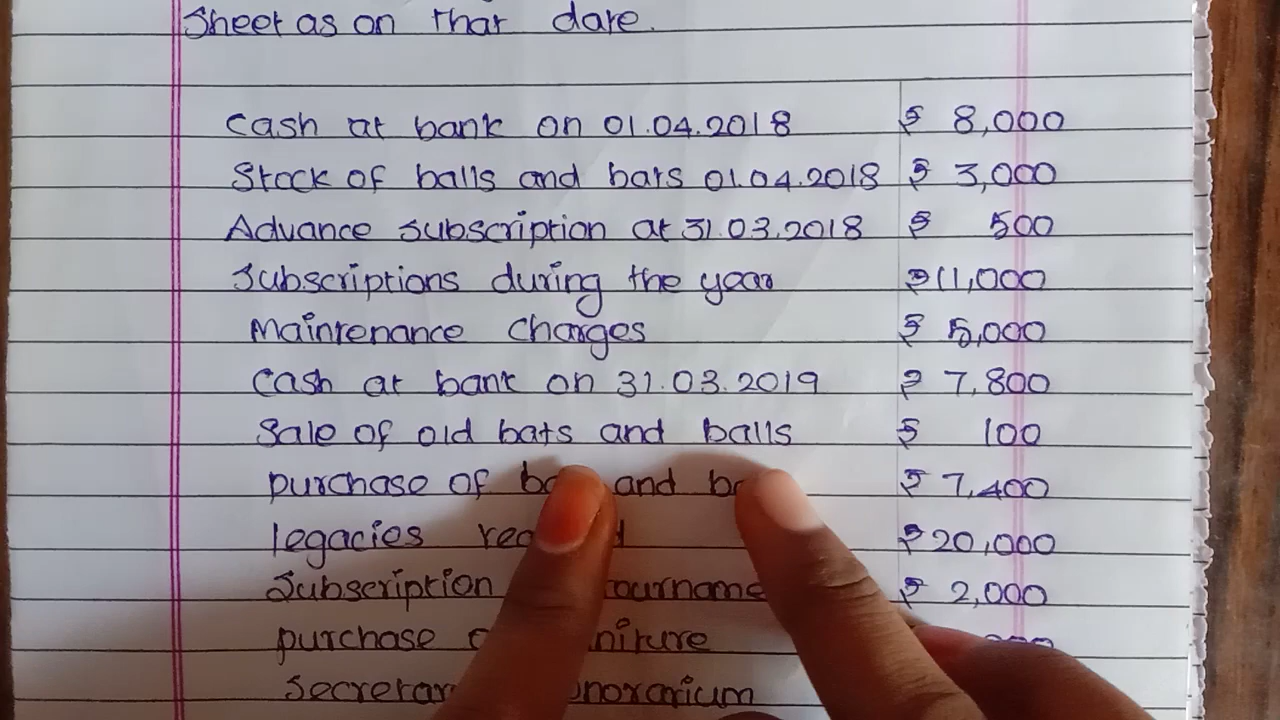 Sheet as on that date.
Cash at bank on 01.04.2018 ₹ 8,000
Stock of balls and bats 01.04.2018 ₹ 3,000
Advance subscription at 31.03.2018 ₹ 500
Subscriptions during the year ₹ 11,000
Maintenance charges ₹ 5,000
Cash at bank on 31.03.2019 ₹ 7,800
Sale of old bats and balls ₹ 100
purchase of and ₹ 7,400
legacies ₹ 20,000
Subscription ₹ 2,000
purchase